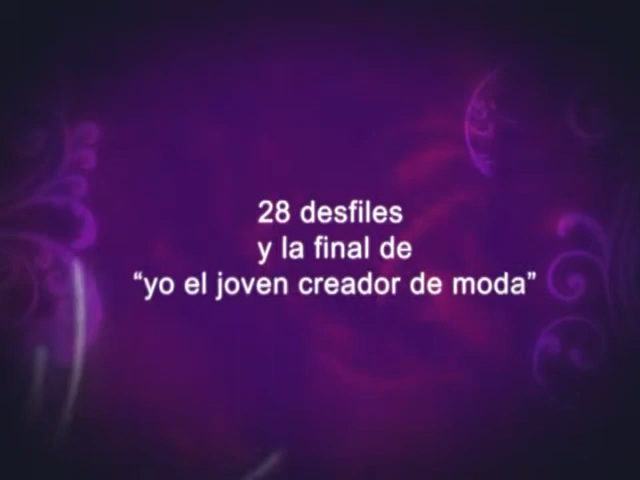 28 desfiles
y la final de
“yo el joven creador de moda”